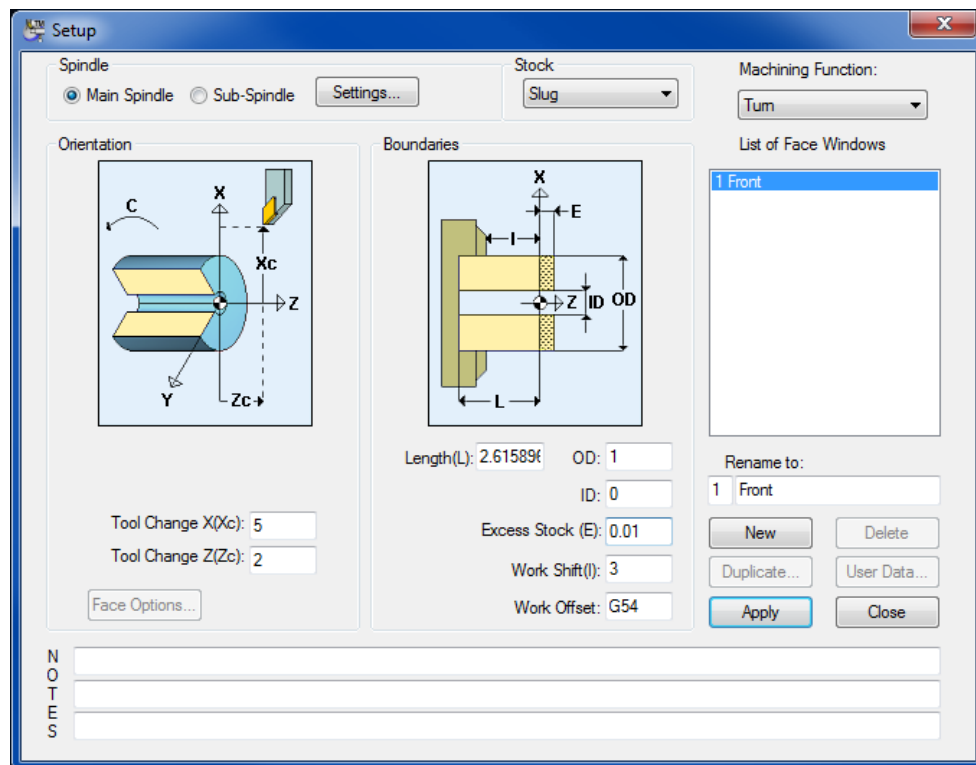 Setup
Spindle
Main Spindle
Sub-Spindle
Settings...
Stock
Slug
Machining Function:
Turn
Orientation
C
X
Xc
Z
Y
Zc
Boundaries
X
E
I
Z
ID
OD
L
List of Face Windows
1 Front
Length(L): 2.615896
OD: 1
ID: 0
Excess Stock (E): 0.01
Work Shift(I): 3
Work Offset: G54
Tool Change X(Xc): 5
Tool Change Z(Zc): 2
Face Options...
Rename to:
1 Front
New
Delete
Duplicate...
User Data...
Apply
Close
NOTES